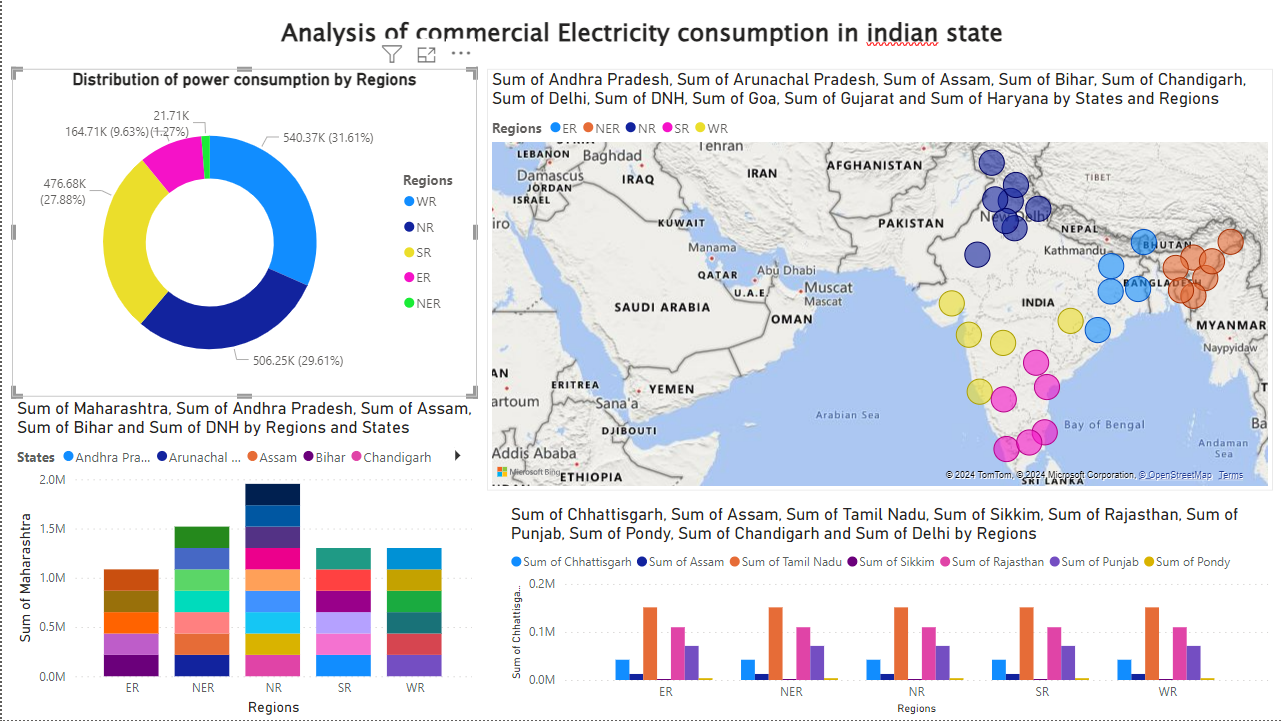 Analysis of commercial Electricity consumption in indian state
Distribution of power consumption by Regions
21.71K
164.71K (9.63%) (1.27%)
540.37K (31.61%)
476.68K
(27.88%)
506.25K (29.61%)
Regions
WR
NR
SR
ER
NER
Sum of Andhra Pradesh, Sum of Arunachal Pradesh, Sum of Assam, Sum of Bihar, Sum of Chandigarh,
Sum of Delhi, Sum of DNH, Sum of Goa, Sum of Gujarat and Sum of Haryana by States and Regions
Regions ER NER NR SR WR
SYRIA
Tehran
LEBANON
Baghdad
AFGHANISTAN
Damascus
IRAQ
IRAN
TIBET
JORDAN
ISRAEL
New Delhi
iro
KUWAIT
PAKISTAN
NEPAL
Manama
Kathmandu
BHUTAN
QATAR
Abu Dhabi
U.A.E.
Muscat
Muscat
BANGLADESH
SAUDI ARABIA
OMAN
INDIA
MYANMAR
Naypyidaw
AN
ERITREA
YEMEN
artoum
Sana'a
Arabian Sea
Bay of Bengal
DJIBOUTI
Ba
Andaman
Sea
Addis Ababa
Microsoft Bing
ETHIOPIA
© 2024 TomTom, © 2024 Microsoft Corporation, © OpenStreetMap Terms
SRI LANKA
Sum of Maharashtra, Sum of Andhra Pradesh, Sum of Assam,
Sum of Bihar and Sum of DNH by Regions and States
States Andhra Pra... Arunachal ... Assam Bihar Chandigarh
Sum of Maharashtra
2.0M
1.5M
1.0M
0.5M
0.0M
ER NER NR SR WR
Regions
Sum of Chhattisgarh, Sum of Assam, Sum of Tamil Nadu, Sum of Sikkim, Sum of Rajasthan, Sum of
Punjab, Sum of Pondy, Sum of Chandigarh and Sum of Delhi by Regions
Sum of Chhattisgarh Sum of Assam Sum of Tamil Nadu Sum of Sikkim Sum of Rajasthan Sum of Punjab Sum of Pondy
Sum of Chhattisga...
0.2M
0.1M
0.0M
ER NER NR SR WR
Regions